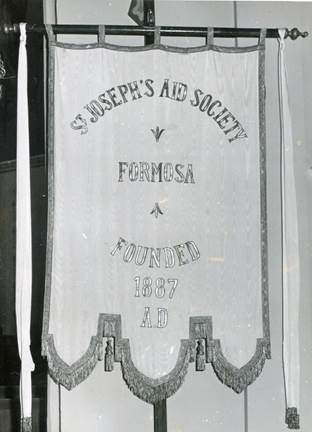 ST JOSEPH'S AID SOCIETY
FORMOSA
FOUNDED
1887
AD